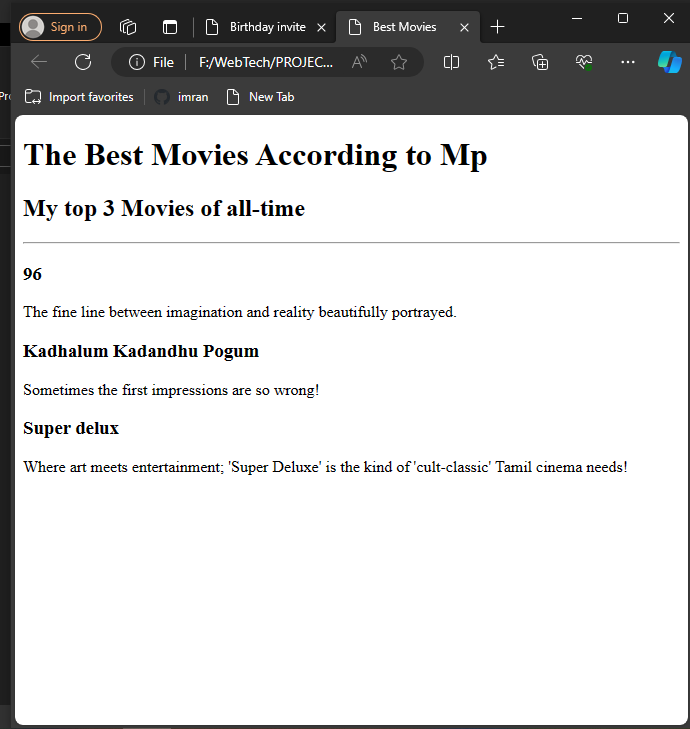 Sign in
Birthday invite
Best Movies
File
F:/WebTech/PROJEC...
Import favorites
imran
New Tab
The Best Movies According to Mp
My top 3 Movies of all-time
96
The fine line between imagination and reality beautifully portrayed.
Kadhalum Kadandhu Pogum
Sometimes the first impressions are so wrong!
Super delux
Where art meets entertainment; 'Super Deluxe' is the kind of 'cult-classic' Tamil cinema needs!